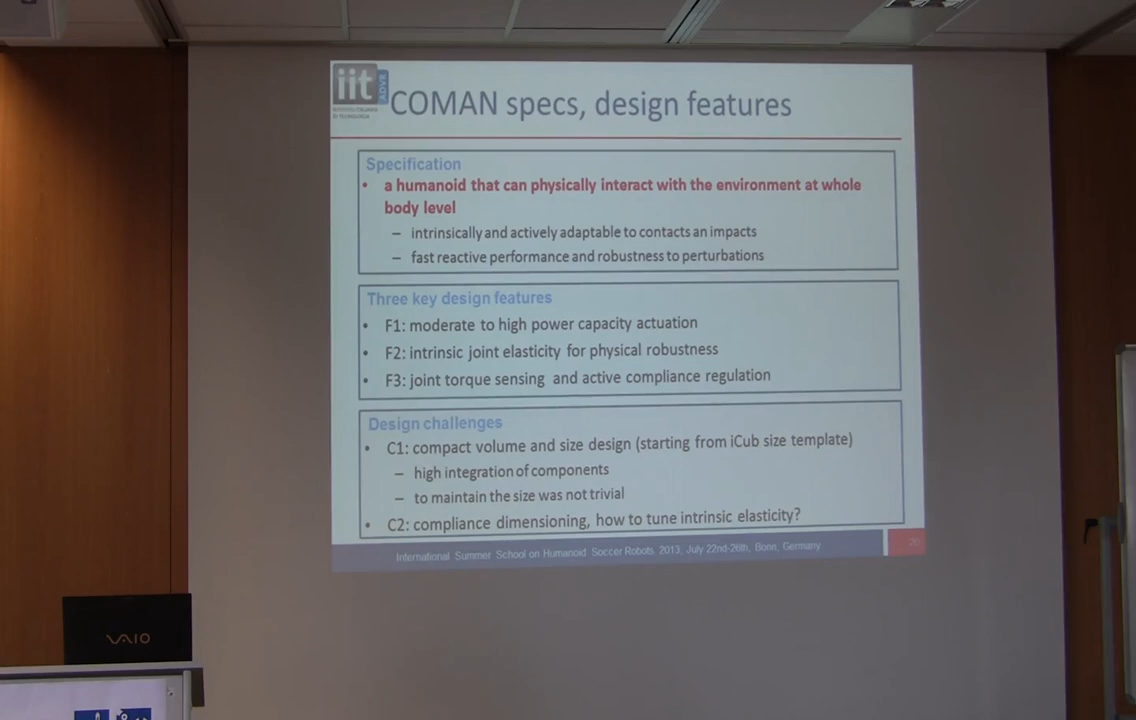 iit
ADVR
ISTITUTO ITALIANO
DI TECNOLOGIA
COMAN specs, design features
Specification
• a humanoid that can physically interact with the environment at whole
body level
– intrinsically and actively adaptable to contacts an impacts
– fast reactive performance and robustness to perturbations
Three key design features
• F1: moderate to high power capacity actuation
• F2: intrinsic joint elasticity for physical robustness
• F3: joint torque sensing and active compliance regulation
Design challenges
• C1: compact volume and size design (starting from iCub size template)
– high integration of components
– to maintain the size was not trivial
• C2: compliance dimensioning, how to tune intrinsic elasticity?
International Summer School on Humanoid Soccer Robots 2013, July 22nd-26th, Bonn, Germany
20
VAIO